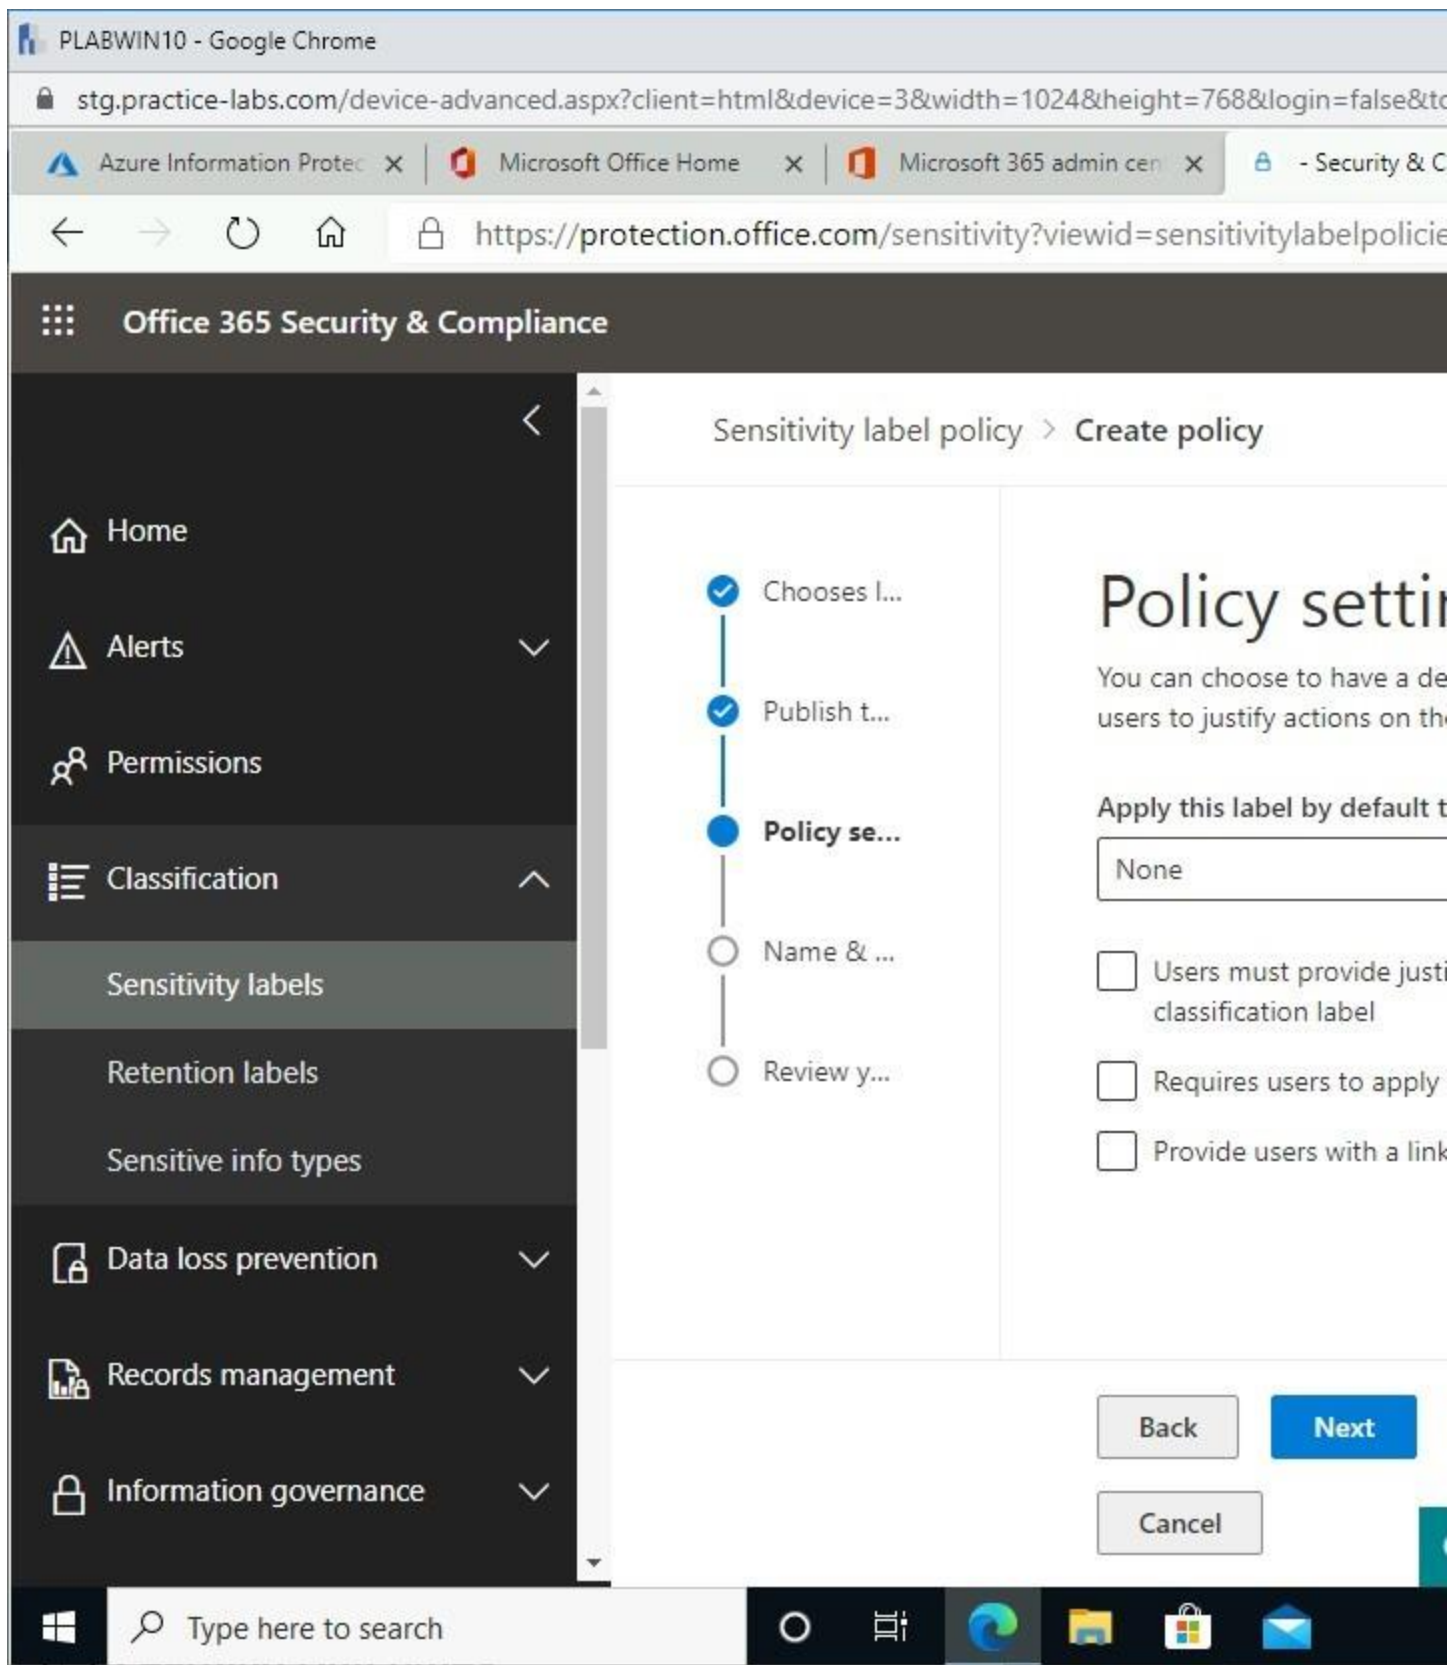 PLABWIN10 - Google Chrome
stg.practice-labs.com/device-advanced.aspx?client=html&device=3&width=1024&height=768&login=false&to
Azure Information Protec
Microsoft Office Home
Microsoft 365 admin cen
- Security & C
https://protection.office.com/sensitivity?viewid=sensitivitylabelpolicie
Office 365 Security & Compliance
Sensitivity label policy > Create policy
Home
Alerts
Permissions
Classification
Sensitivity labels
Retention labels
Sensitive info types
Data loss prevention
Records management
Information governance
Chooses l...
Publish t...
Policy se...
Name & ...
Review y...
Policy settin
You can choose to have a de
users to justify actions on the
Apply this label by default t
None
Users must provide justi
classification label
Requires users to apply
Provide users with a link
Back
Next
Cancel
Type here to search